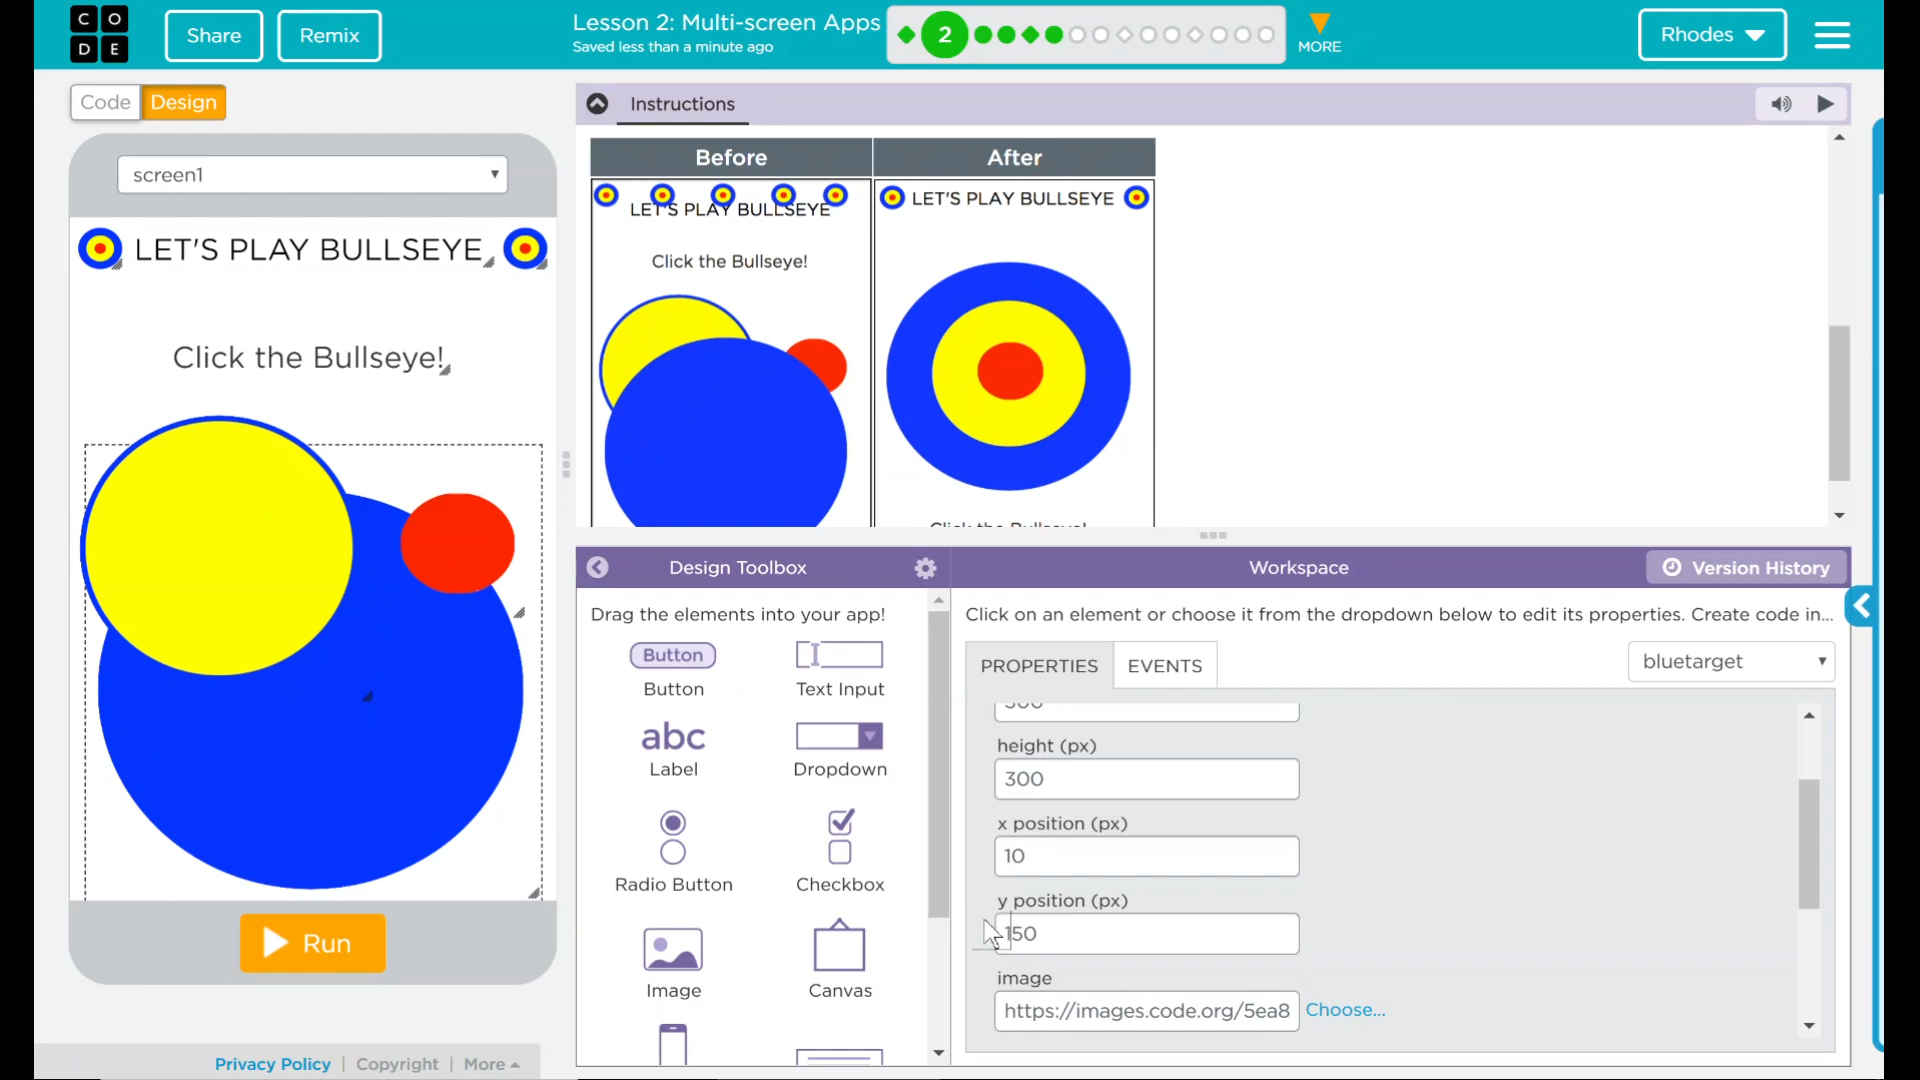 CODE
Share
Remix
Lesson 2: Multi-screen Apps
Saved less than a minute ago
2
MORE
Rhodes
Code
Design
screen1
LET'S PLAY BULLSEYE
Click the Bullseye!
Run
Privacy Policy | Copyright | More
Instructions
Before
After
LET'S PLAY BULLSEYE
Click the Bullseye!
LET'S PLAY BULLSEYE
Click the Bullseye!
Design Toolbox
Drag the elements into your app!
Button
Button
Text Input
abc
Label
Dropdown
Radio Button
Checkbox
Image
Canvas
Workspace
Version History
Click on an element or choose it from the dropdown below to edit its properties. Create code in...
PROPERTIES
EVENTS
bluetarget
300
height (px)
300
x position (px)
10
y position (px)
150
image
https://images.code.org/5ea8
Choose...